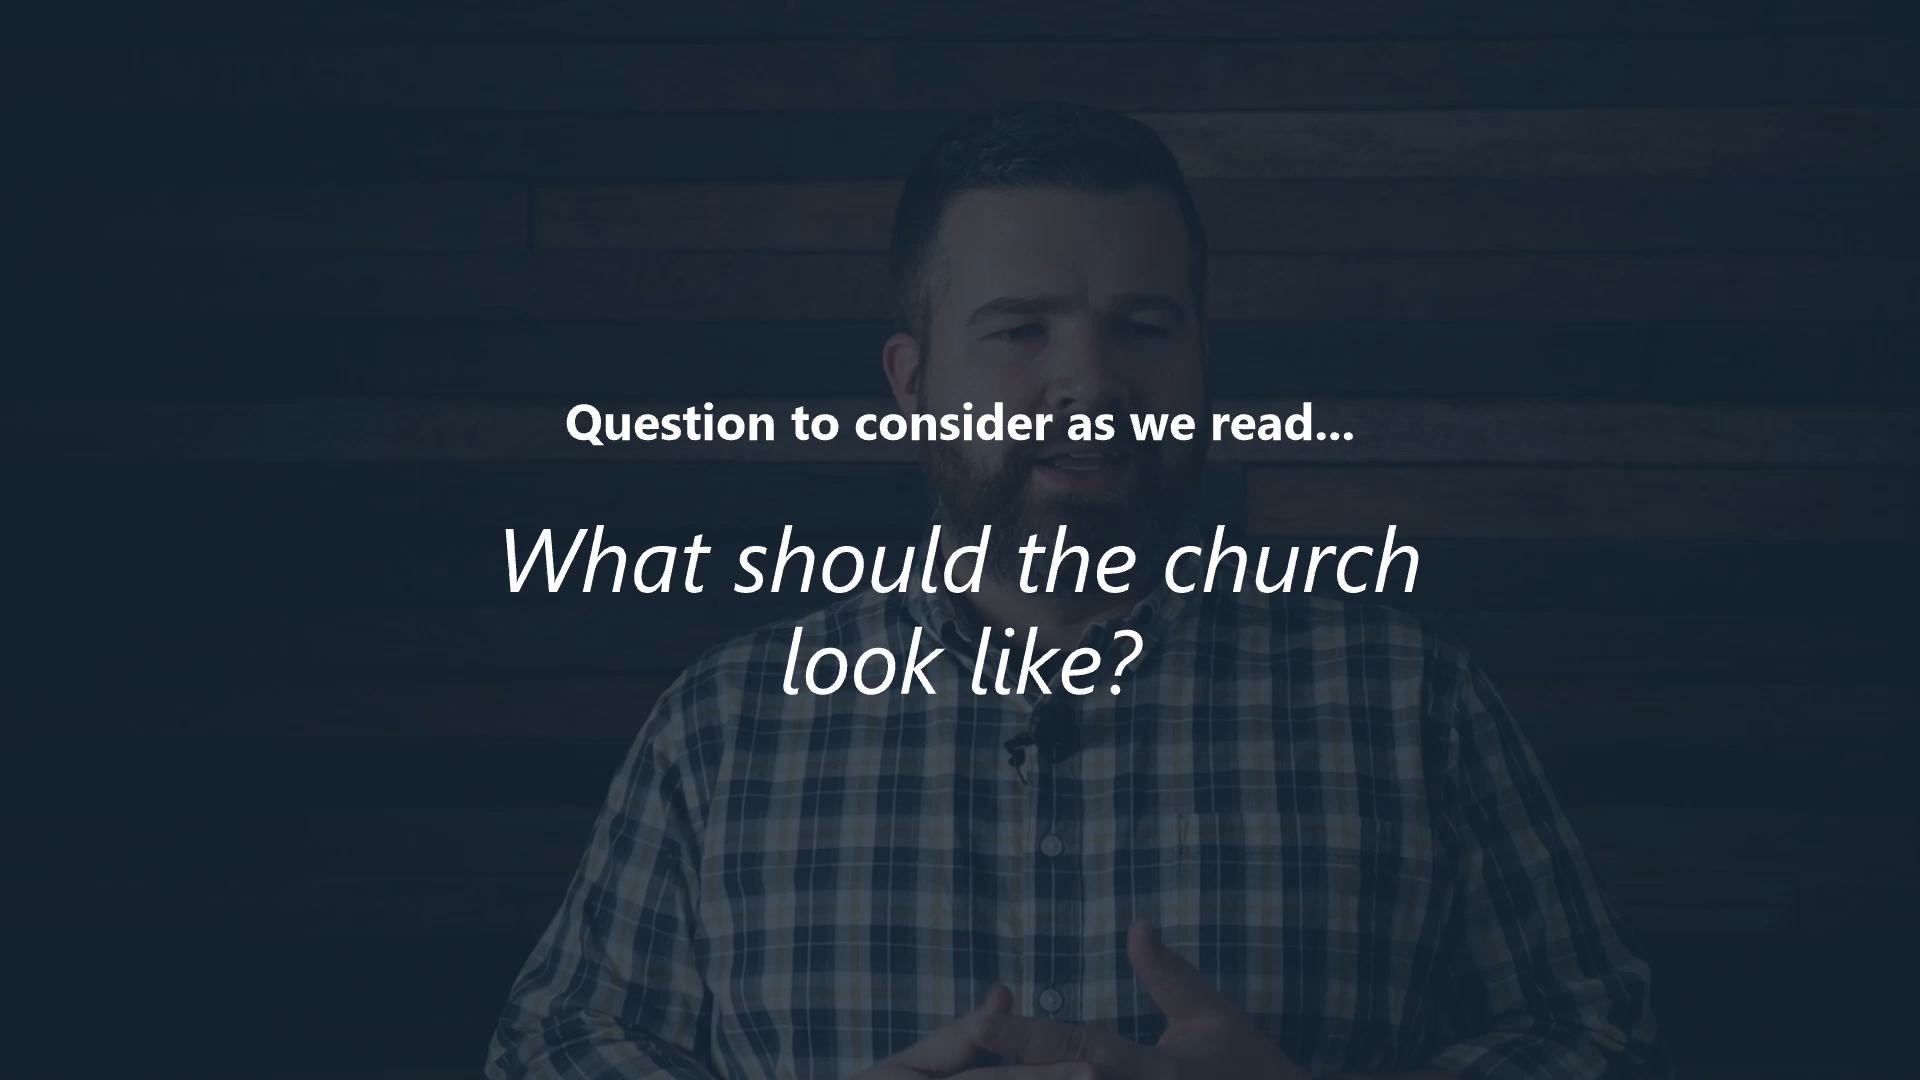 Question to consider as we read...
What should the church
look like?